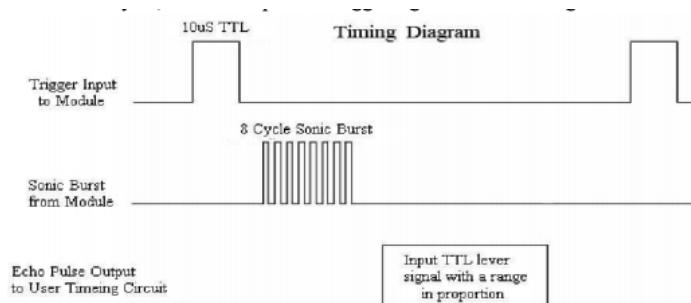 10uS TTL
Timing Diagram
Trigger Input
to Module
8 Cycle Sonic Burst
Sonic Burst
from Module
Echo Pulse Output
to User Timeing Circuit
Input TTL lever
signal with a range
in proportion